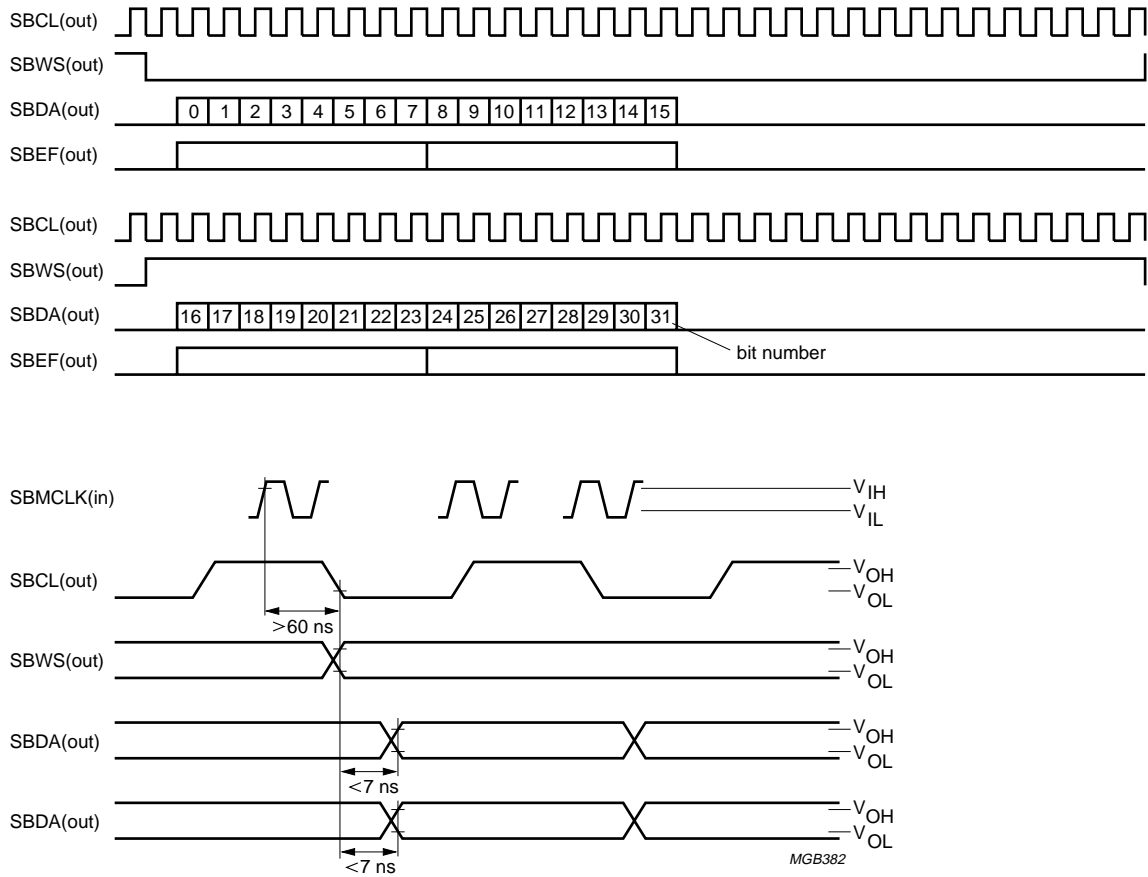 SBCL(out)
SBWS(out)
SBDA(out) 0 1 2 3 4 5 6 7 8 9 10 11 12 13 14 15
SBEF(out)
SBCL(out)
SBWS(out)
SBDA(out) 16 17 18 19 20 21 22 23 24 25 26 27 28 29 30 31
bit number
SBEF(out)
SBMCLK(in)
VIH
VIL
SBCL(out)
VOH
VOL
>60 ns
SBWS(out)
VOH
VOL
SBDA(out)
VOH
VOL
<7 ns
SBDA(out)
VOH
VOL
MGB382
<7 ns